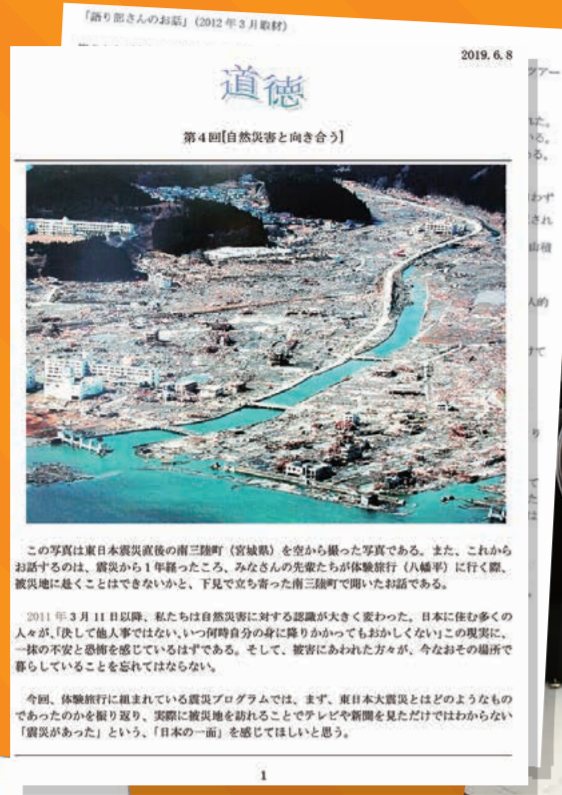 「語り部さんのお話」（2012年3月取材）
2019.6.8
道徳
第4回[自然災害と向き合う]
この写真は東日本震災直後の南三陸町（宮城県）を空から撮った写真である。また、これから
お話するのは、震災から1年経ったころ、みなさんの先輩たちが体験旅行（八幡平）に行く際、
被災地に赴くことはできないかと、下見で立ち寄った南三陸町で聞いたお話である。
2011年3月11日以降、私たちは自然災害に対する認識が大きく変わった。日本に住む多くの
人々が、「決して他人事ではない、いつ何時自分の身に降りかかってもおかしくない」この現実に、
一抹の不安と恐怖を感じているはずである。そして、被害にあわれた方々が、今なおその場所で
暮らしていることを忘れてはならない。
今回、体験旅行に組まれている震災プログラムでは、まず、東日本大震災とはどのようなもの
であったのかを振り返り、実際に被災地を訪れることでテレビや新聞を見ただけではわからない
「震災があった」という、「日本の一面」を感じてほしいと思う。
1